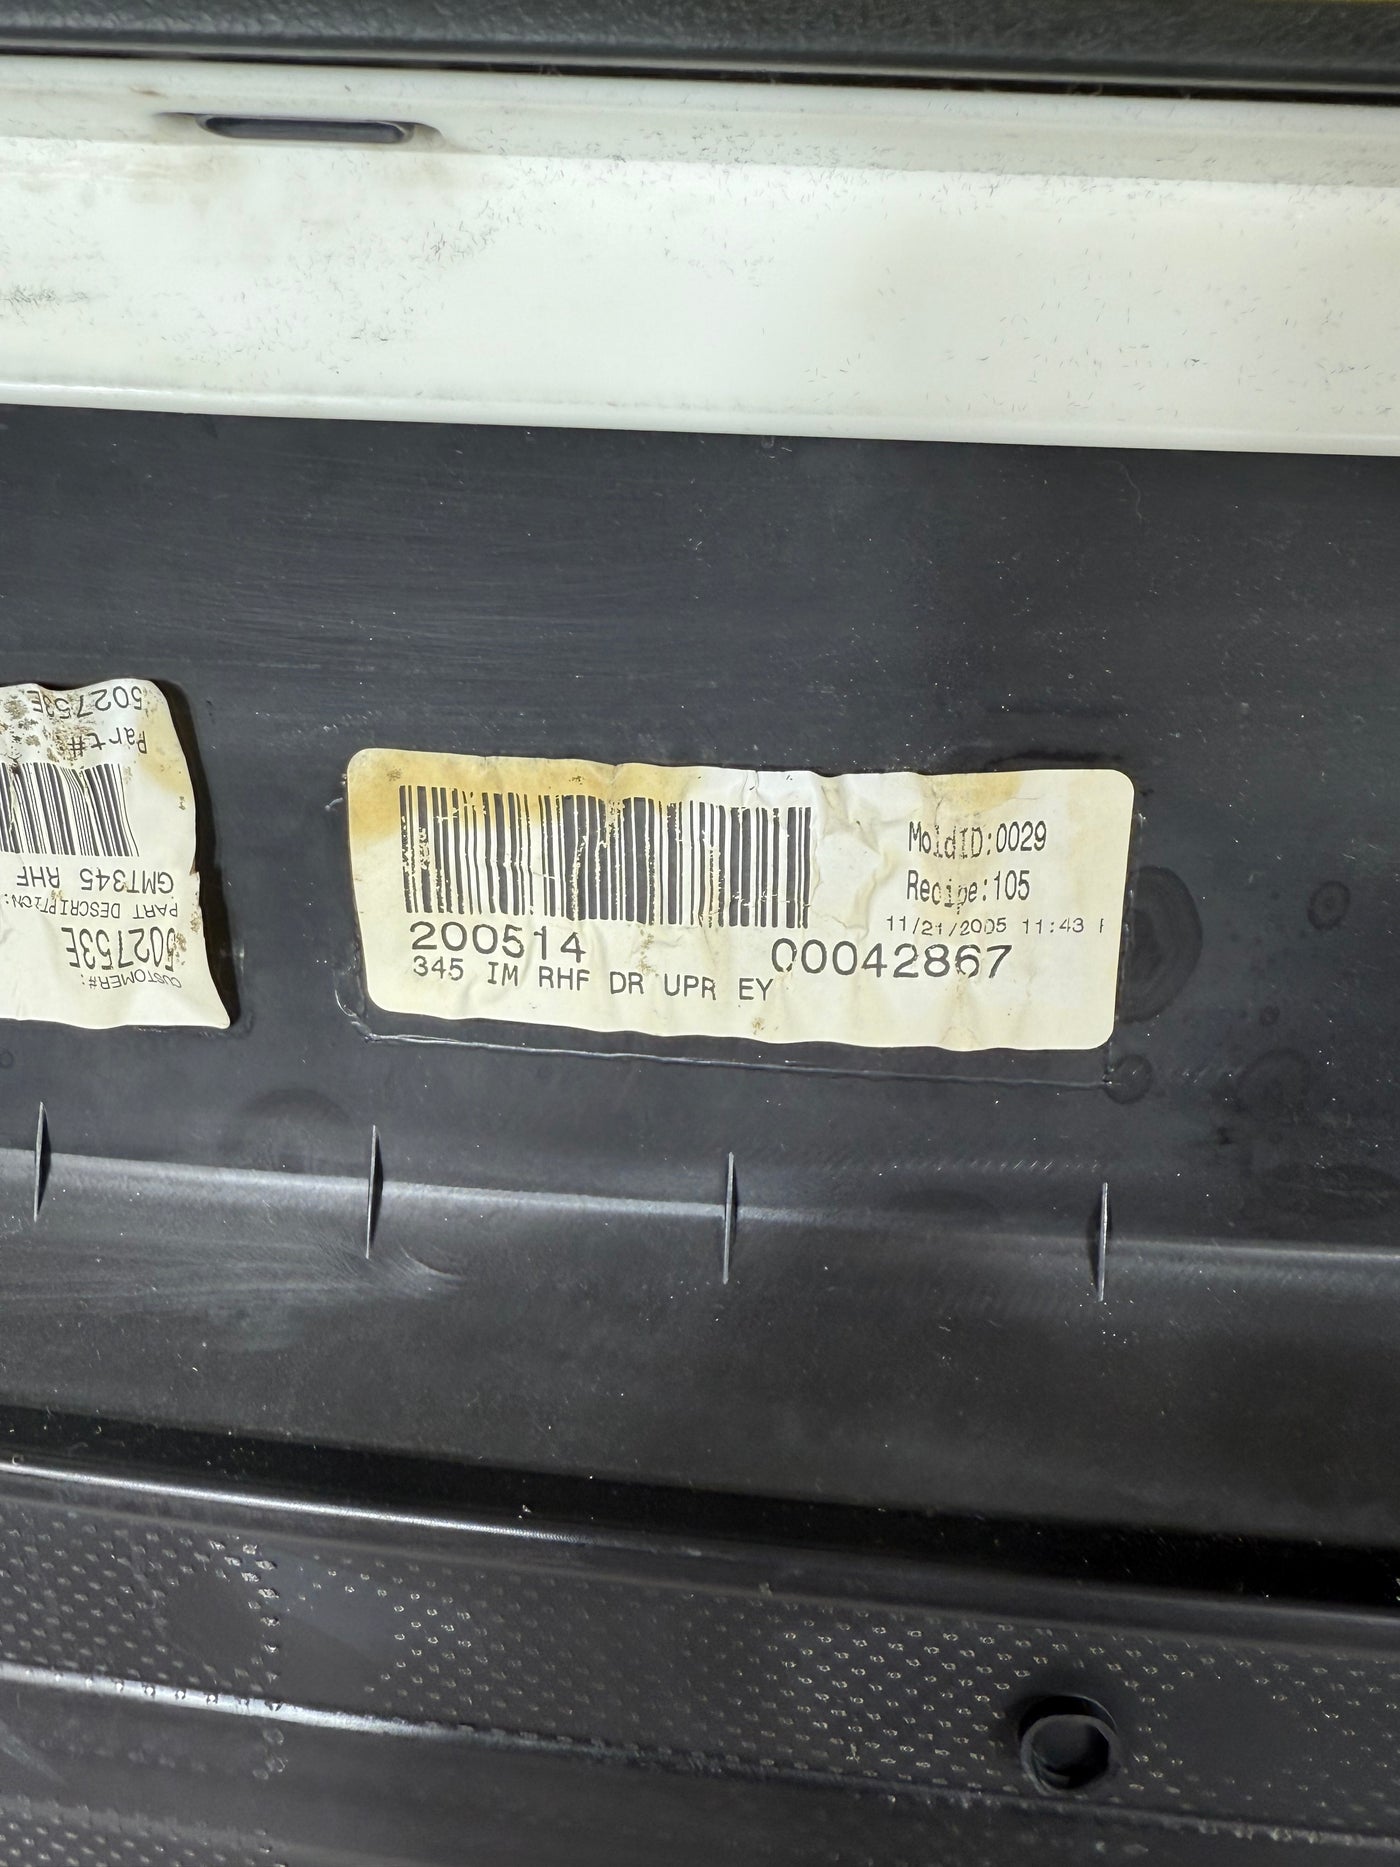 502753E
Part#
GMT345 RHF
PART DESCRIPTION:
502753E
CUSTOMER#:
MoldID:0029
Recipe:105
11/21/2005 11:43
200514 00042867
345 IM RHF DR UPR EY